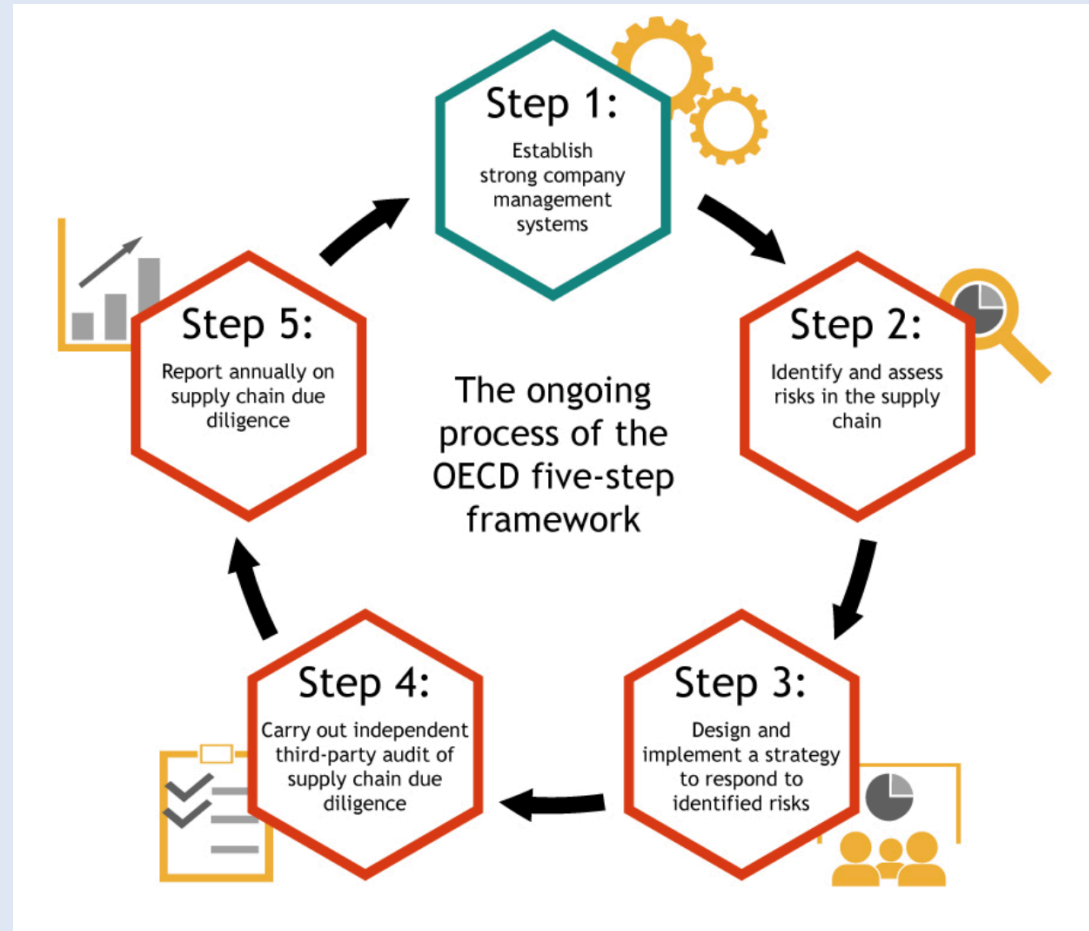 Step 1:
Establish
strong company
management
systems
Step 2:
Identify and assess
risks in the supply
chain
Step 3:
Design and
implement a strategy
to respond to
identified risks
Step 4:
Carry out independent
third-party audit of
supply chain due
diligence
Step 5:
Report annually on
supply chain due
diligence
The ongoing
process of the
OECD five-step
framework